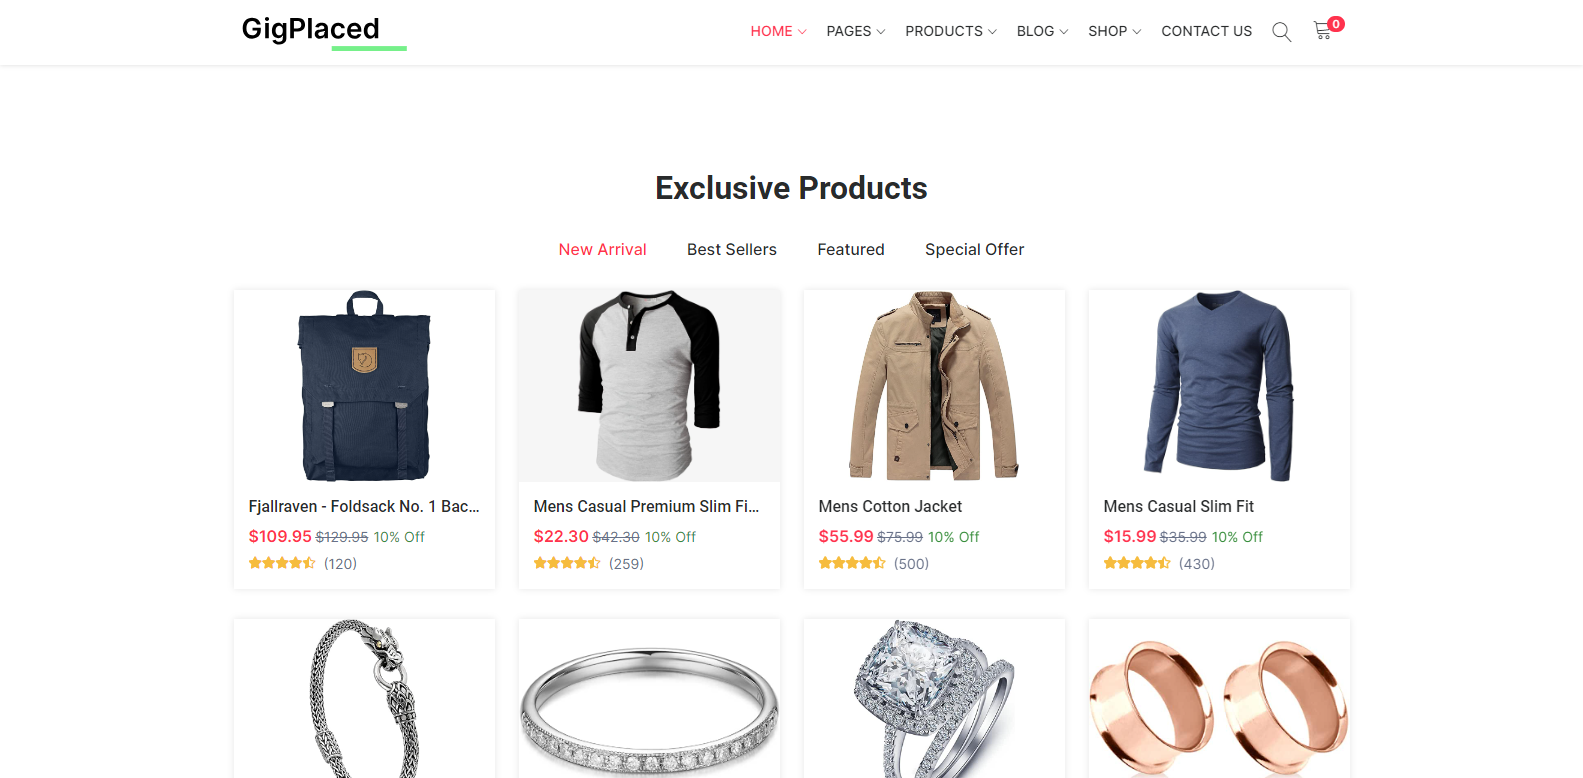 GigPlaced
HOME PAGES PRODUCTS BLOG SHOP CONTACT US 0
Exclusive Products
New Arrival Best Sellers Featured Special Offer
Fjallraven - Foldsack No. 1 Bac...
$109.95 $129.95 10% Off
(120)
Mens Casual Premium Slim Fi...
$22.30 $42.30 10% Off
(259)
Mens Cotton Jacket
$55.99 $75.99 10% Off
(500)
Mens Casual Slim Fit
$15.99 $35.99 10% Off
(430)